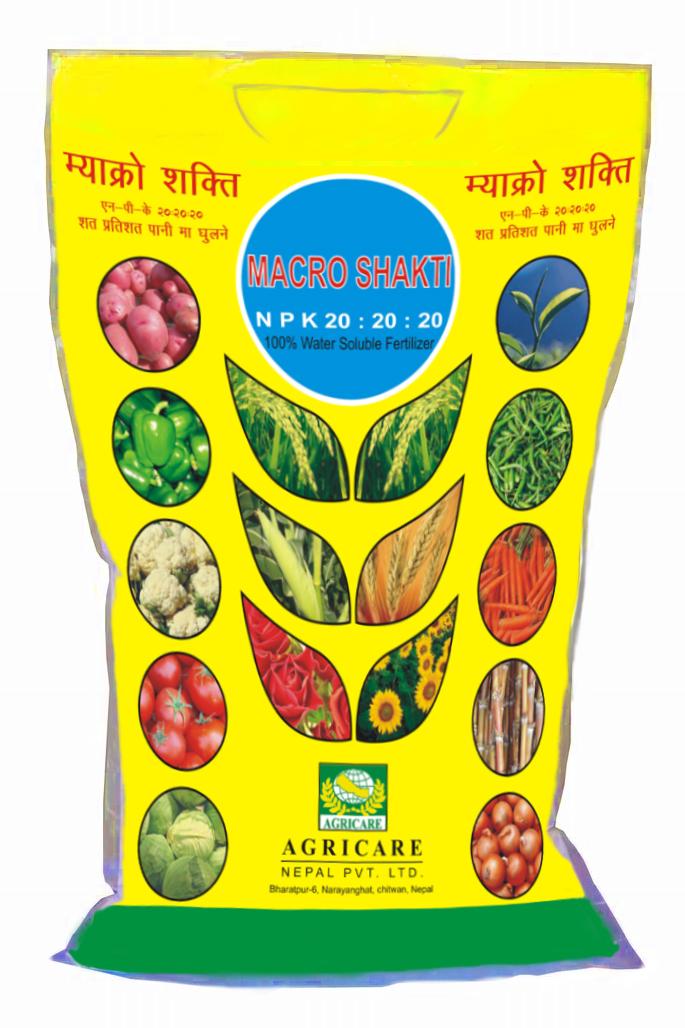 म्याक्रो शक्ति
एन-पी-के २०:२०:२०
शत प्रतिशत पानी मा घुलने
म्याक्रो शक्ति
एन-पी-के २०:२०:२०
शत प्रतिशत पानी मा घुलने
MACRO SHAKTI
N P K 20 : 20 : 20
100% Water Soluble Fertilizer
AGRICARE
AGRICARE
NEPAL PVT. LTD.
Bharatpur-6, Narayanghat, chitwan, Nepal